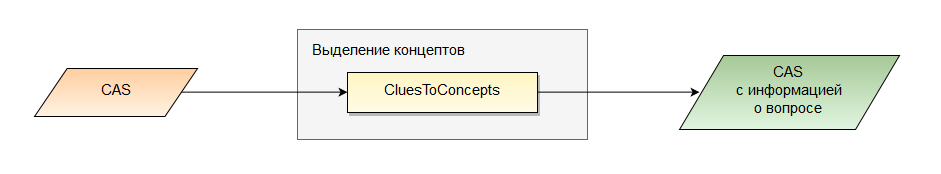 CAS
Выделение концептов
CluesToConcepts
CAS
с информацией
о вопросе